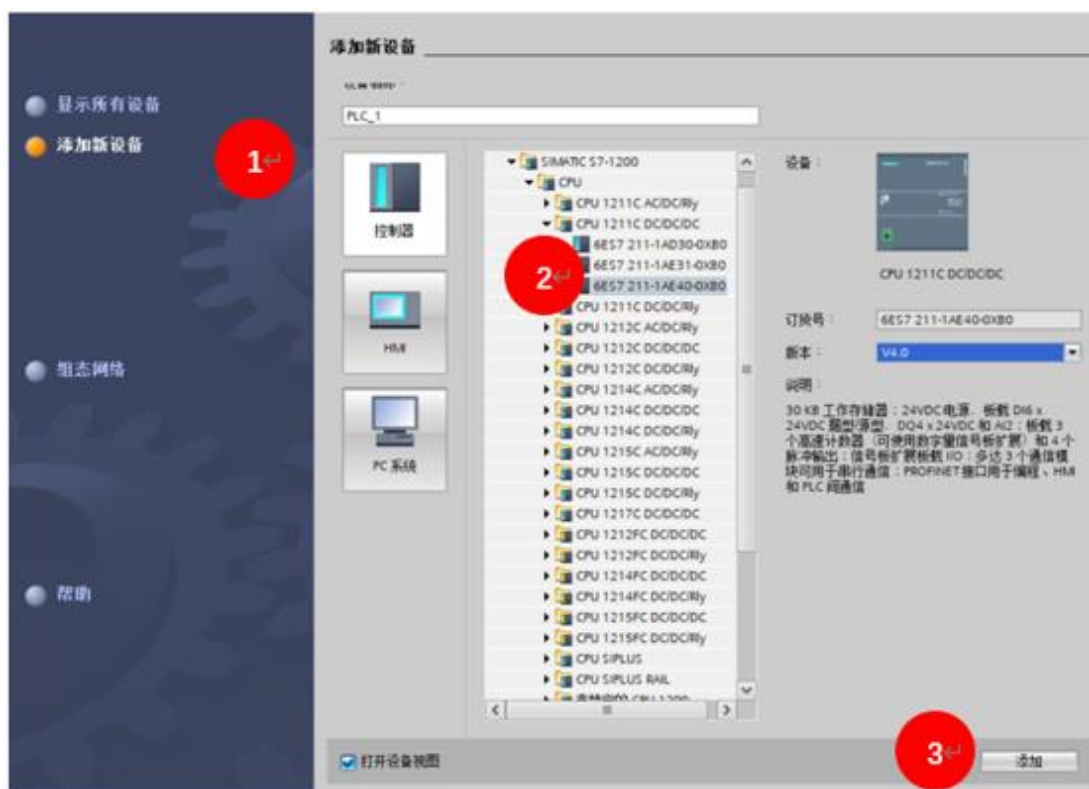 添加新设备
显示所有设备
添加新设备
1
组态网络
帮助
PLC_1
控制器
HMI
PC 系统
SIMATIC S7-1200
CPU
CPU 1211C AC/DC/Rly
CPU 1211C DC/DC/DC
6ES7 211-1AD30-0XB0
6ES7 211-1AE31-0XB0
2
6ES7 211-1AE40-0XB0
CPU 1211C DC/DC/Rly
CPU 1212C AC/DC/Rly
CPU 1212C DC/DC/DC
CPU 1212C DC/DC/Rly
CPU 1214C AC/DC/Rly
CPU 1214C DC/DC/DC
CPU 1214C DC/DC/Rly
CPU 1215C AC/DC/Rly
CPU 1215C DC/DC/DC
CPU 1215C DC/DC/Rly
CPU 1217C DC/DC/DC
CPU 1212FC DC/DC/DC
CPU 1212FC DC/DC/Rly
CPU 1214FC DC/DC/DC
CPU 1214FC DC/DC/Rly
CPU 1215FC DC/DC/DC
CPU 1215FC DC/DC/Rly
CPU SIPLUS
CPU SIPLUS RAIL
CPU 1200
设备：
CPU 1211C DC/DC/DC
订货号：
6ES7 211-1AE40-0XB0
版本：
V4.0
说明：
30 KB 工作存储器；24VDC 电源，板载 DI6 x
24VDC 漏型/源型，DQ4 x 24VDC 和 AI2；板载 3
个高速计数器（可使用数字量信号板扩展）和 4 个
脉冲输出；信号板扩展板载 I/O；多达 3 个通信模
块可用于串行通信；PROFINET 接口用于编程、HMI
和 PLC 间通信
打开设备视图
3
添加